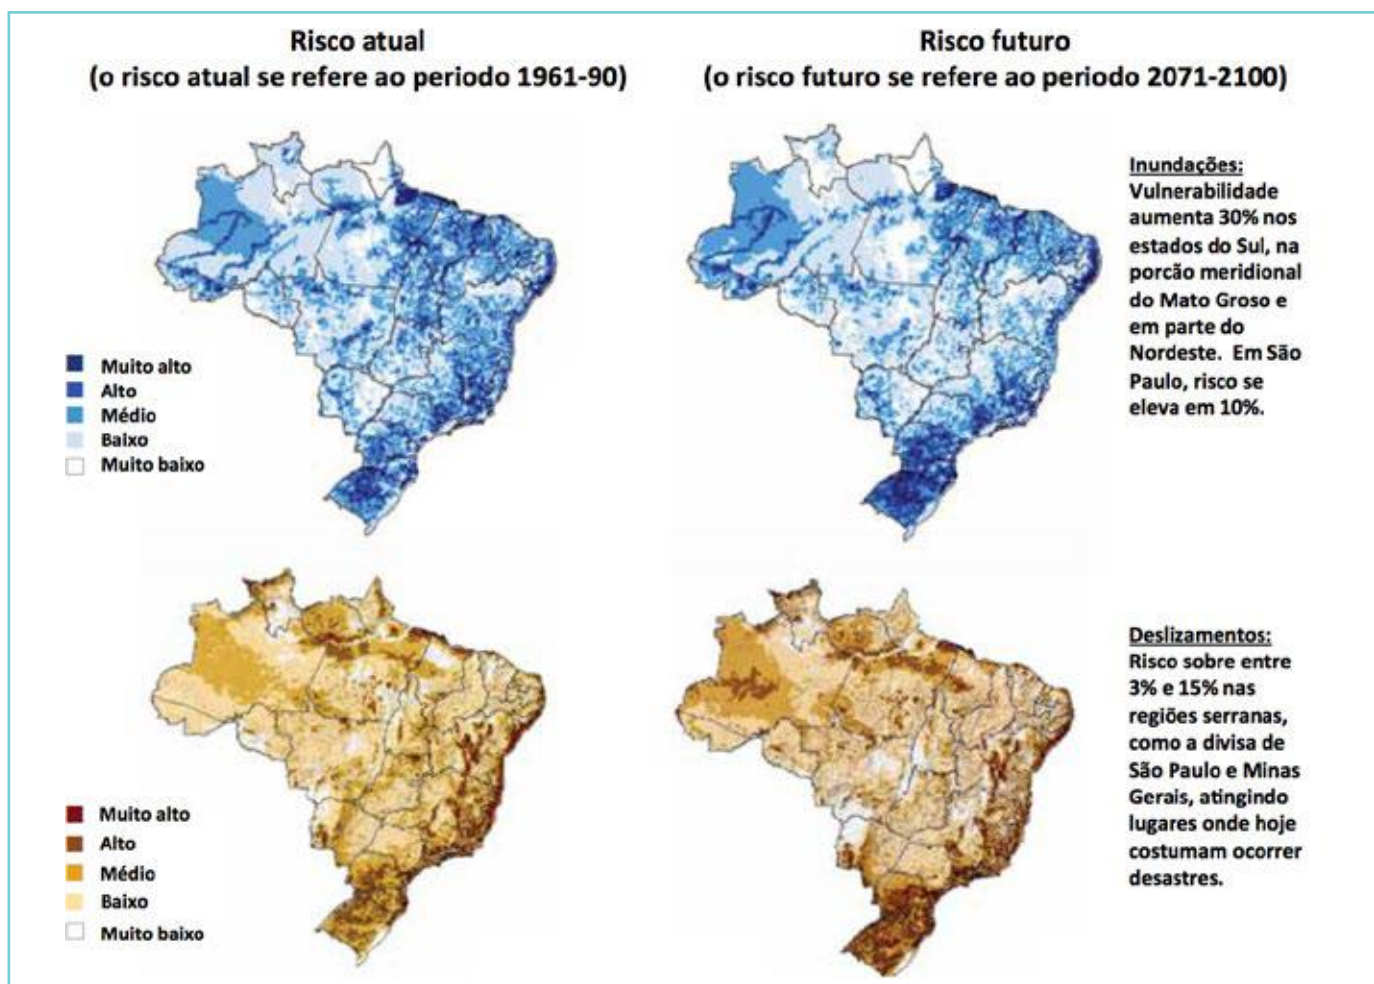 Risco atual
(o risco atual se refere ao periodo 1961-90)
Risco futuro
(o risco futuro se refere ao periodo 2071-2100)
Inundações:
Vulnerabilidade
aumenta 30% nos
estados do Sul, na
porcão meridional
do Mato Groso e
em parte do
Nordeste. Em São
Paulo, risco se
eleva em 10%.
Muito alto
Alto
Médio
Baixo
Muito baixo
Deslizamentos:
Risco sobre entre
3% e 15% nas
regiões serranas,
como a divisa de
São Paulo e Minas
Gerais, atingindo
lugares onde hoje
costumam ocorrer
desastres.
Muito alto
Alto
Médio
Baixo
Muito baixo